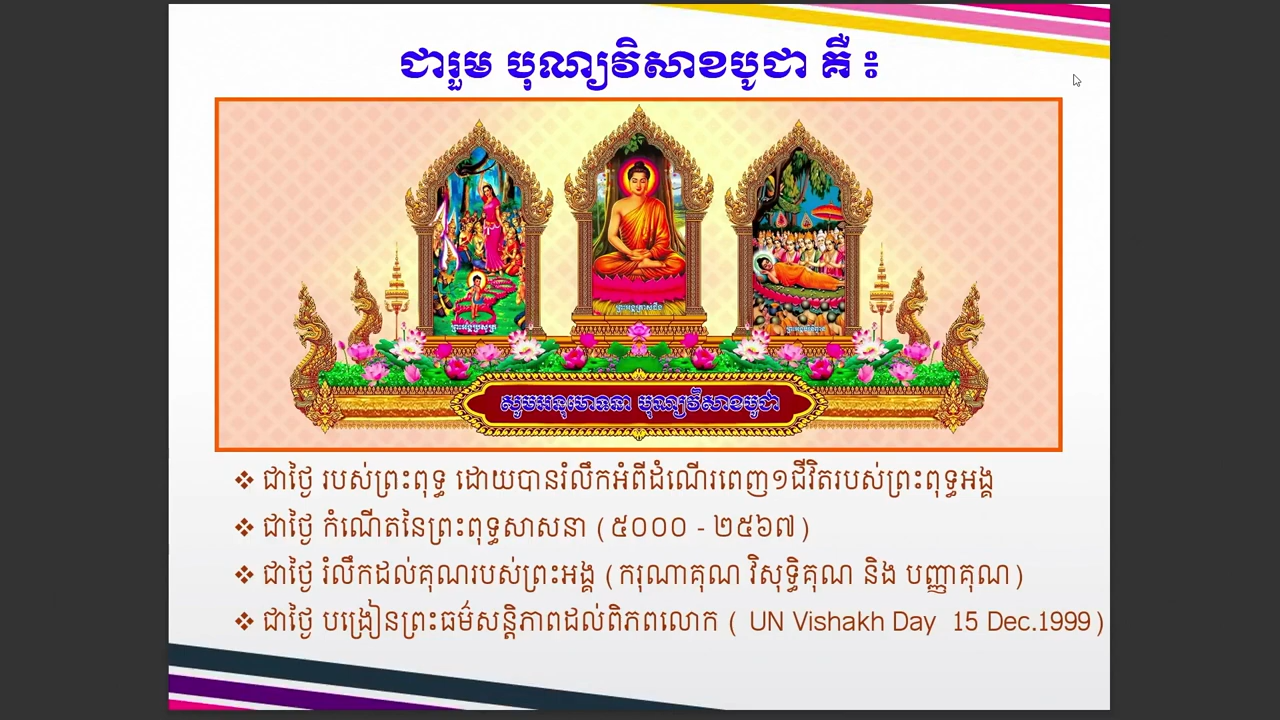 ជារួម បុណ្យវិសាខបូជា គឺ ៖
សូមអនុមោទនា បុណ្យវិសាខបូជា
❖ ជាថ្ងៃ របស់ព្រះពុទ្ធ ដោយបានរំលឹកអំពីដំណើរពេញ១ជីវិតរបស់ព្រះពុទ្ធអង្គ
❖ ជាថ្ងៃ កំណើតនៃព្រះពុទ្ធសាសនា (៥០០០ - ២៥៦៧)
❖ ជាថ្ងៃ រំលឹកដល់គុណរបស់ព្រះអង្គ (ករុណាគុណ វិសុទ្ធិគុណ និង បញ្ញាគុណ)
❖ ជាថ្ងៃ បង្រៀនព្រះធម៌សន្តិភាពដល់ពិភពលោក ( UN Vishakh Day 15 Dec.1999)